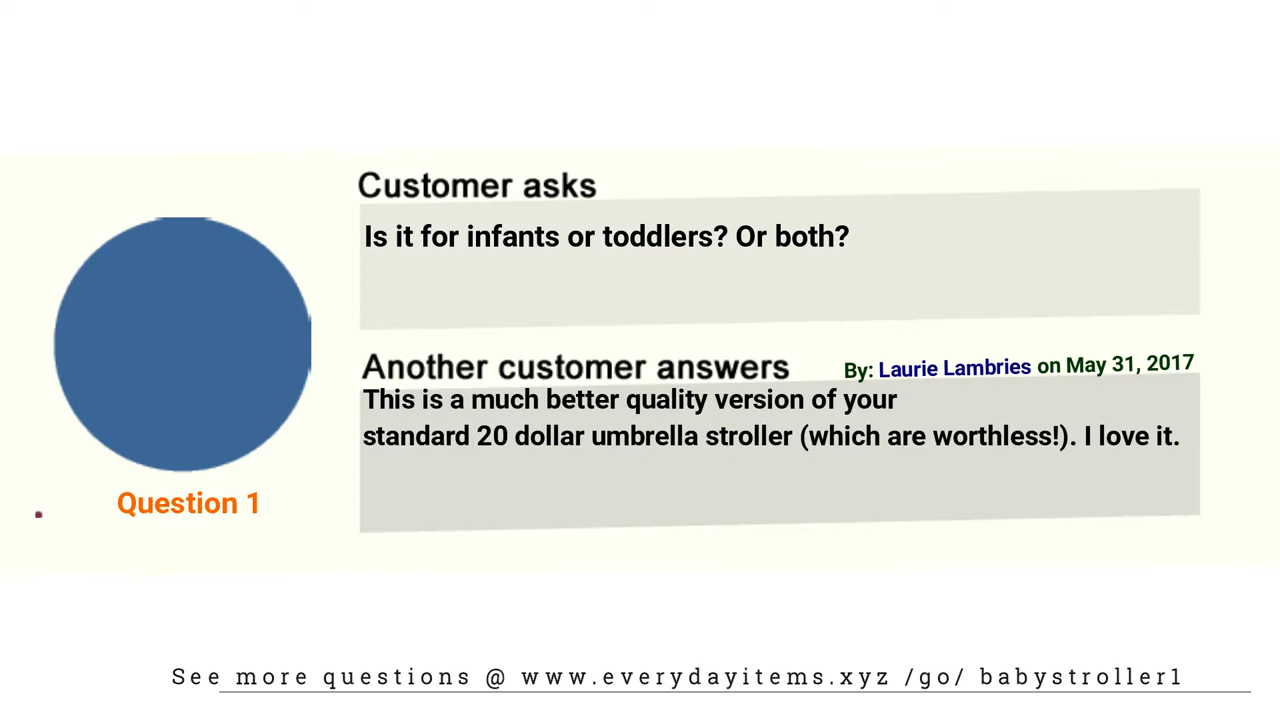 Customer asks
Is it for infants or toddlers? Or both?
Another customer answers
By: Laurie Lambries on May 31, 2017
This is a much better quality version of your
standard 20 dollar umbrella stroller (which are worthless!). I love it.
Question 1
See more questions @ www.everydayitems.xyz /go/ babystroller1